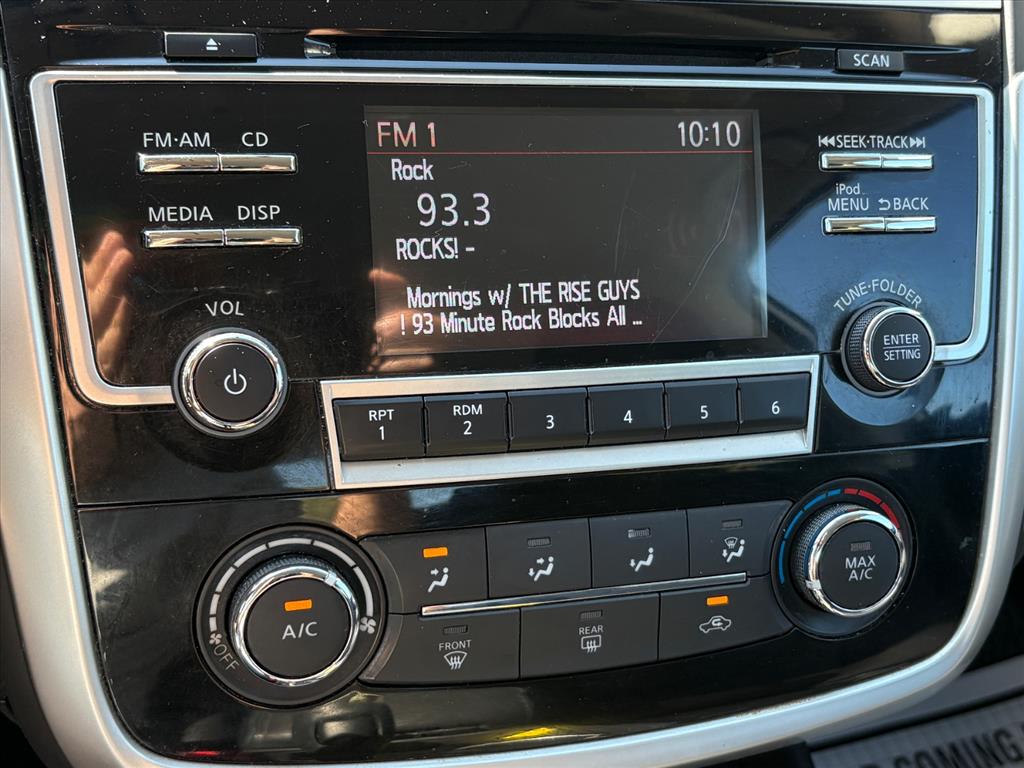 SCAN
FM·AM CD
FM 1 10:10
SEEK·TRACK
Rock
iPod
MENU BACK
MEDIA DISP
93.3
ROCKS! -
Mornings w/ THE RISE GUYS
! 93 Minute Rock Blocks All ...
VOL
TUNE·FOLDER
ENTER
SETTING
RPT
1
RDM
2
3
4
5
6
MAX
A/C
A/C
OFF
FRONT
REAR
COMING